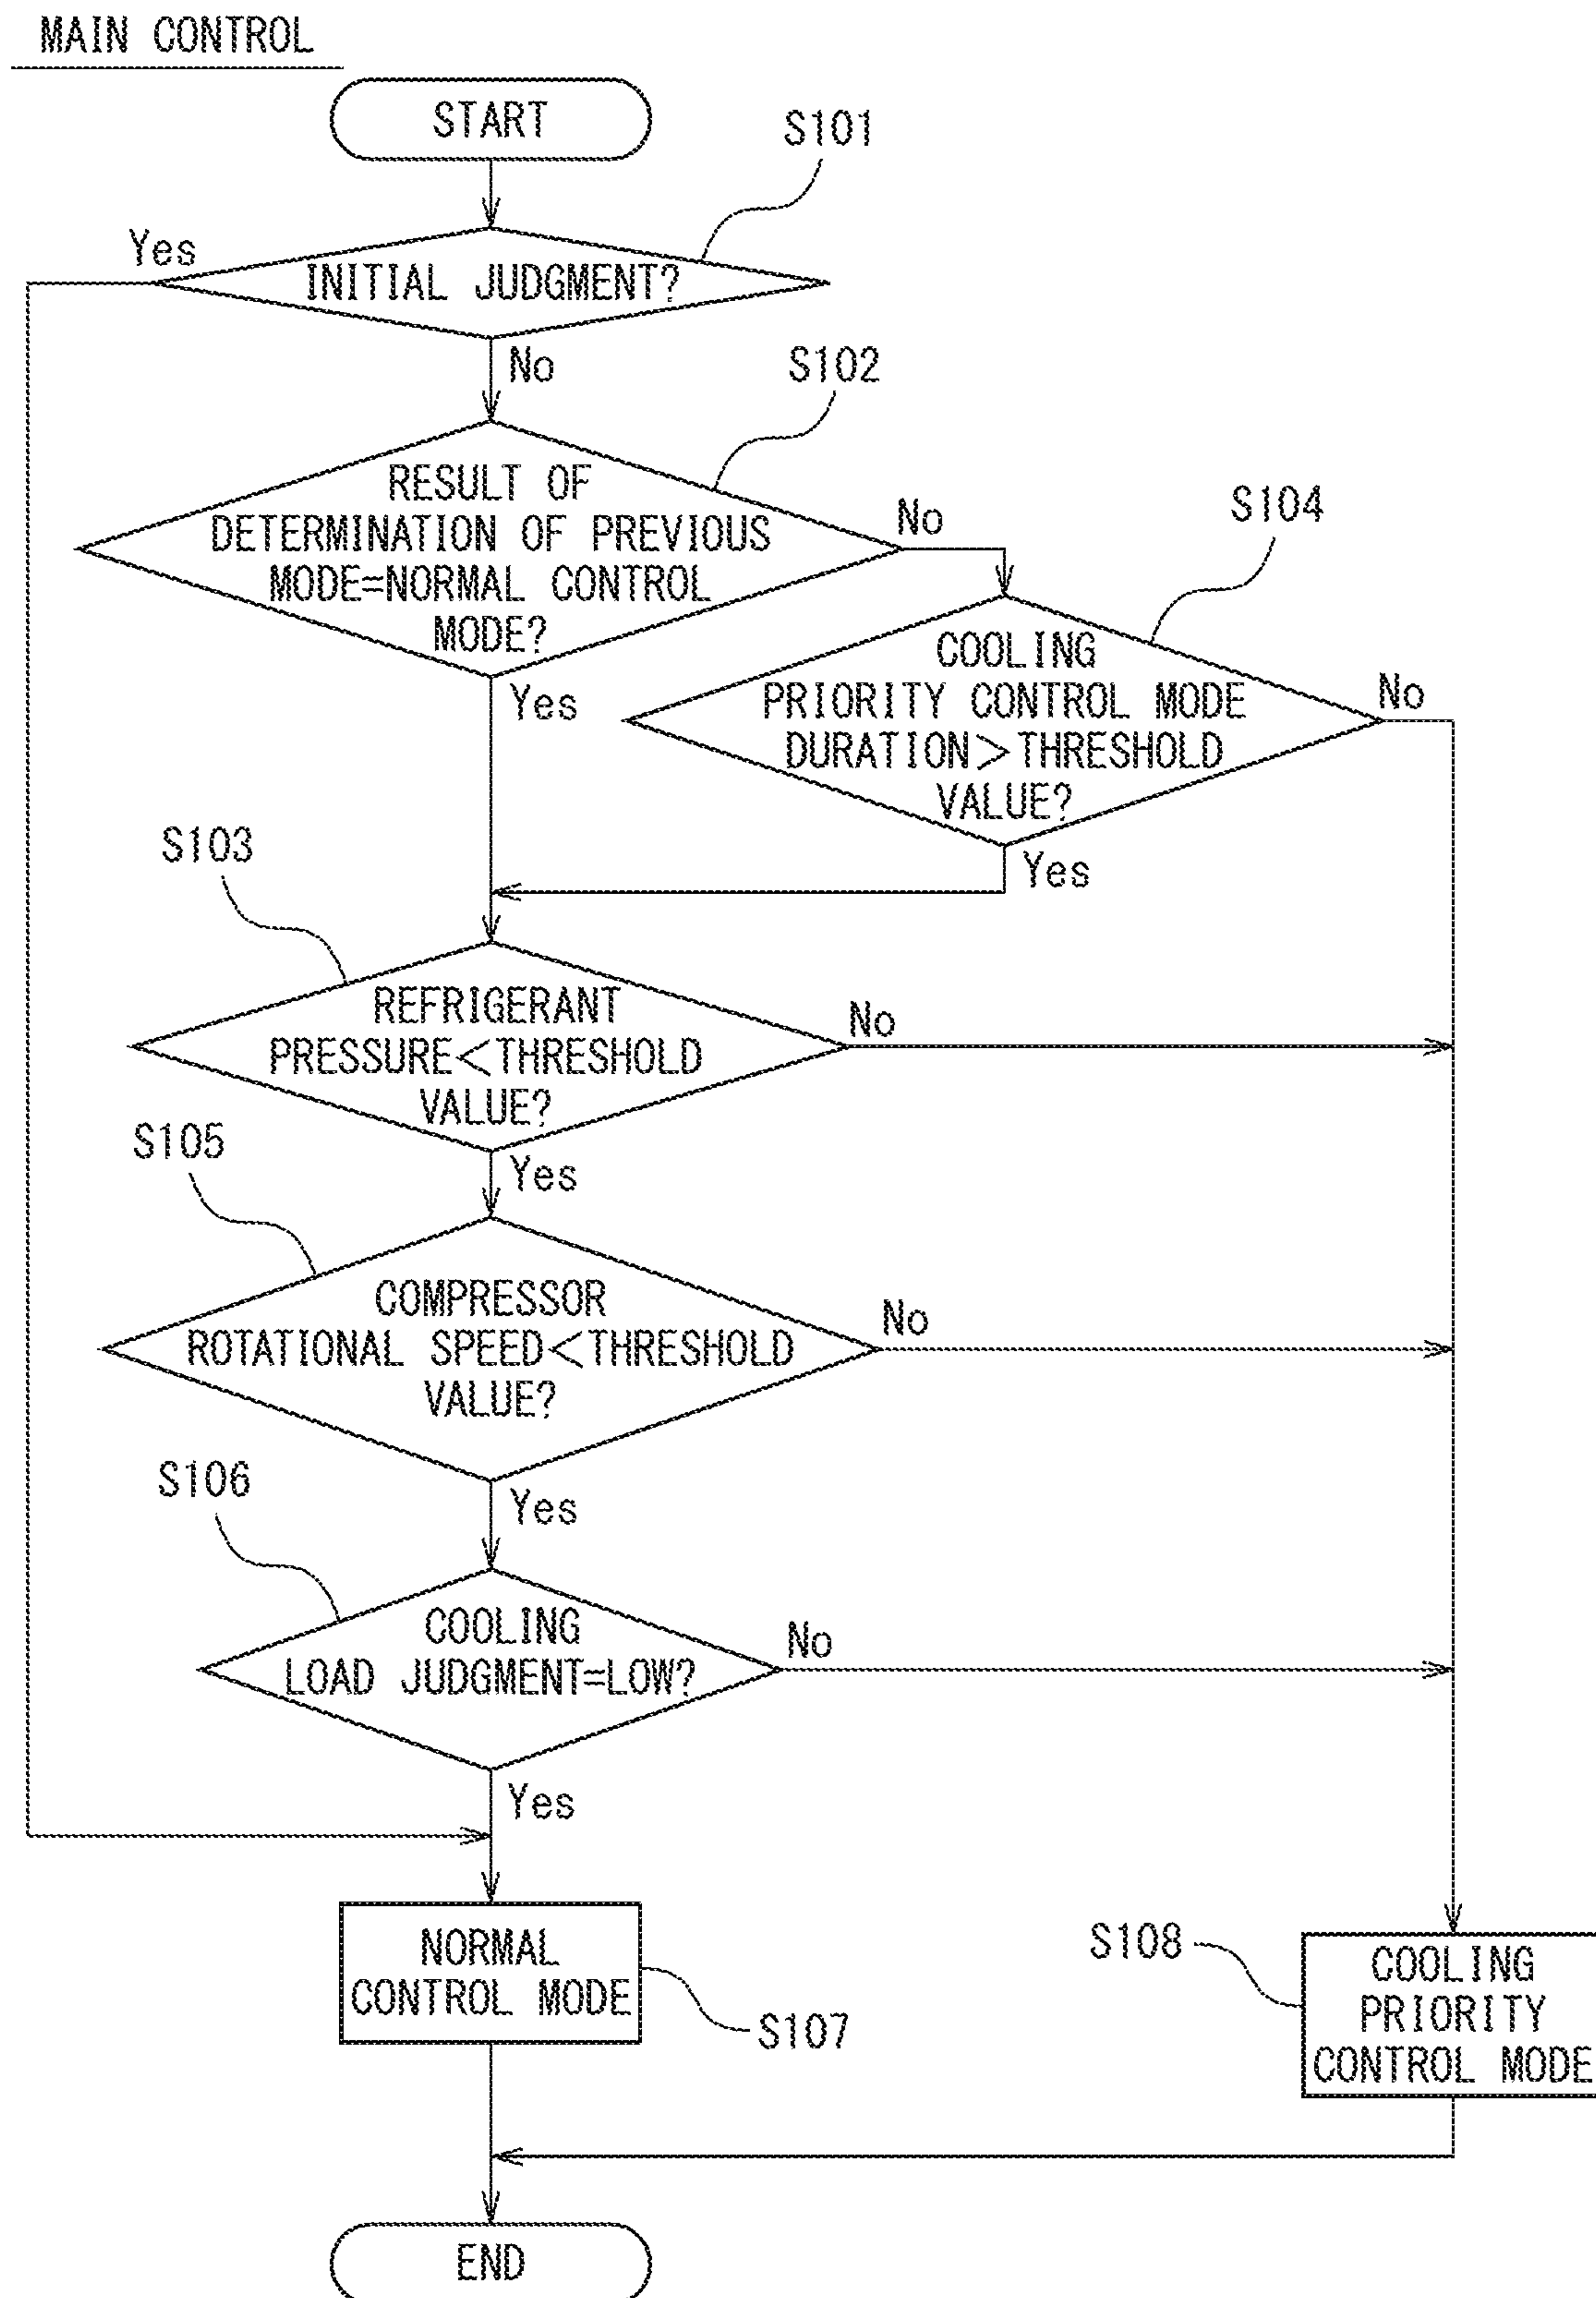 MAIN CONTROL
START
S101
Yes
INITIAL JUDGMENT?
No
S102
RESULT OF
DETERMINATION OF PREVIOUS
MODE=NORMAL CONTROL
MODE?
No
S104
Yes
COOLING
PRIORITY CONTROL MODE
DURATION>THRESHOLD
VALUE?
No
Yes
S103
REFRIGERANT
PRESSURE<THRESHOLD
VALUE?
No
Yes
S105
COMPRESSOR
ROTATIONAL SPEED<THRESHOLD
VALUE?
No
Yes
S106
COOLING
LOAD JUDGMENT=LOW?
No
Yes
NORMAL
CONTROL MODE
S107
S108
COOLING
PRIORITY
CONTROL MODE
END